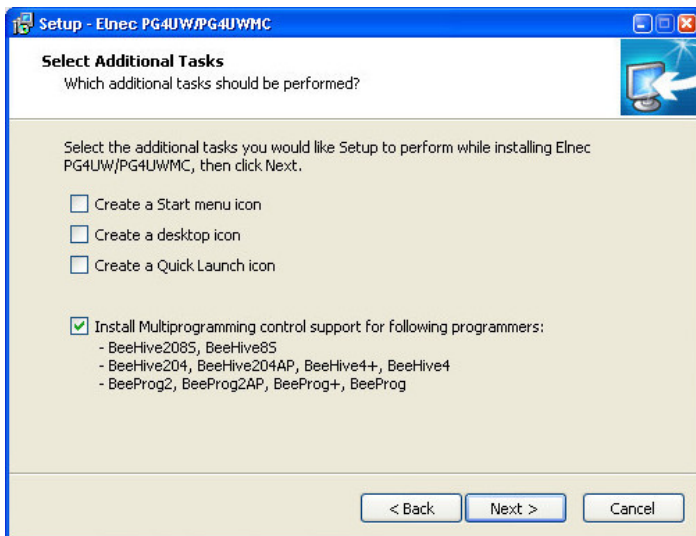 Setup - Elnec PG4UW/PG4UWMC
Select Additional Tasks
Which additional tasks should be performed?
Select the additional tasks you would like Setup to perform while installing Elnec
PG4UW/PG4UWMC, then click Next.
Create a Start menu icon
Create a desktop icon
Create a Quick Launch icon
Install Multiprogramming control support for following programmers:
- BeeHive208S, BeeHive8S
- BeeHive204, BeeHive204AP, BeeHive4+, BeeHive4
- BeeProg2, BeeProg2AP, BeeProg+, BeeProg
< Back Next > Cancel